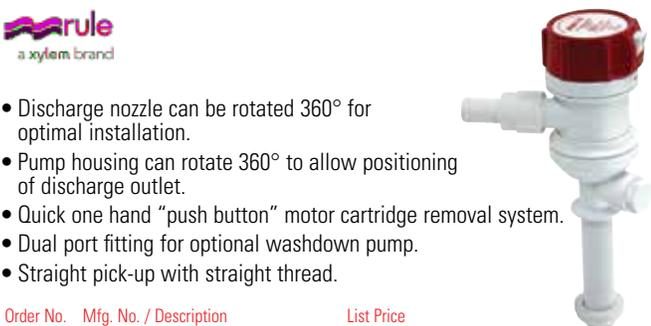 rule
a xylem brand
• Discharge nozzle can be rotated 360° for
optimal installation.
• Pump housing can rotate 360° to allow positioning
of discharge outlet.
• Quick one hand “push button” motor cartridge removal system.
• Dual port fitting for optional washdown pump.
• Straight pick-up with straight thread.
Order No. Mfg. No. / Description List Price